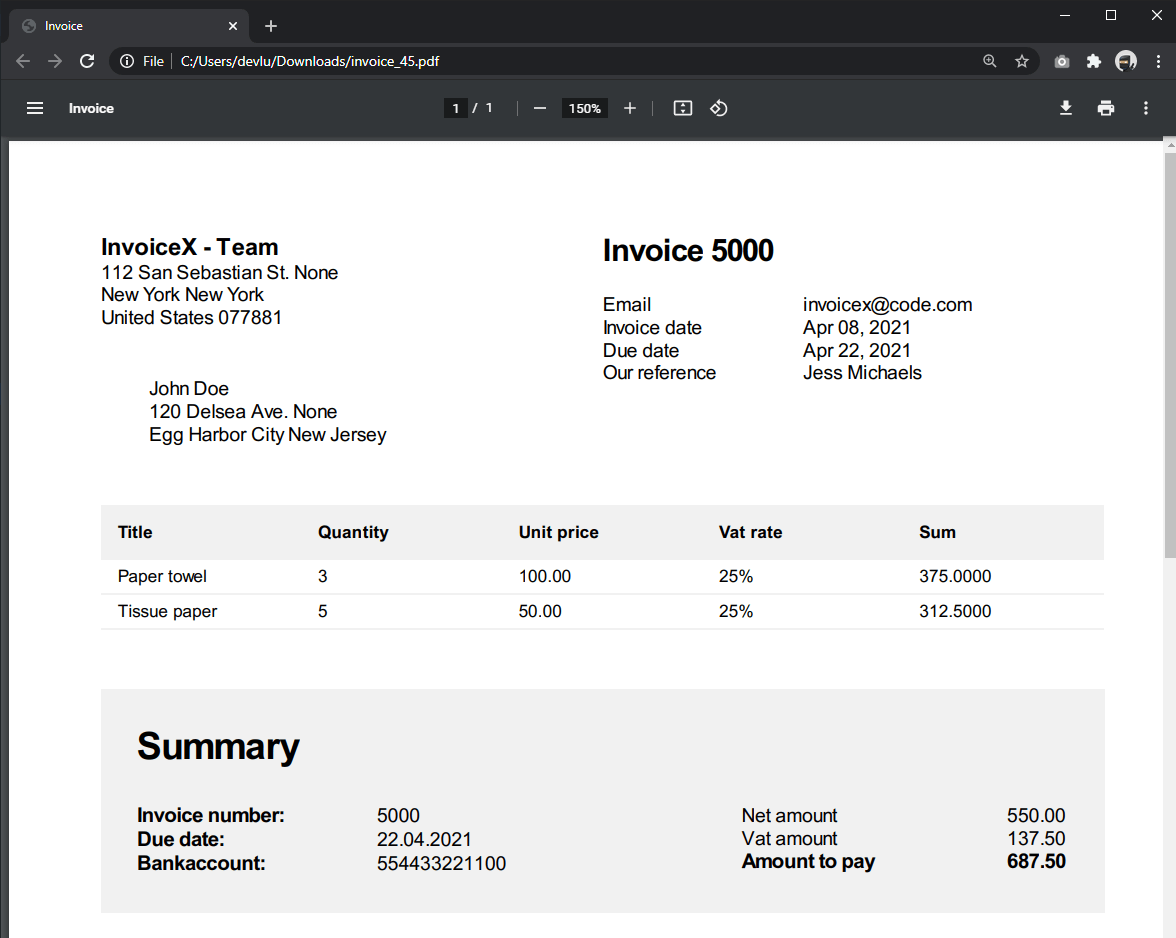 Invoice
File C:/Users/devlu/Downloads/invoice_45.pdf
Invoice
1 / 1
150%
InvoiceX - Team
112 San Sebastian St. None
New York New York
United States 077881
John Doe
120 Delsea Ave. None
Egg Harbor City New Jersey
Invoice 5000
Email invoicex@code.com
Invoice date Apr 08, 2021
Due date Apr 22, 2021
Our reference Jess Michaels
Title Quantity Unit price Vat rate Sum
Paper towel 3 100.00 25% 375.0000
Tissue paper 5 50.00 25% 312.5000
Summary
Invoice number: 5000
Due date: 22.04.2021
Bankaccount: 554433221100
Net amount 550.00
Vat amount 137.50
Amount to pay 687.50